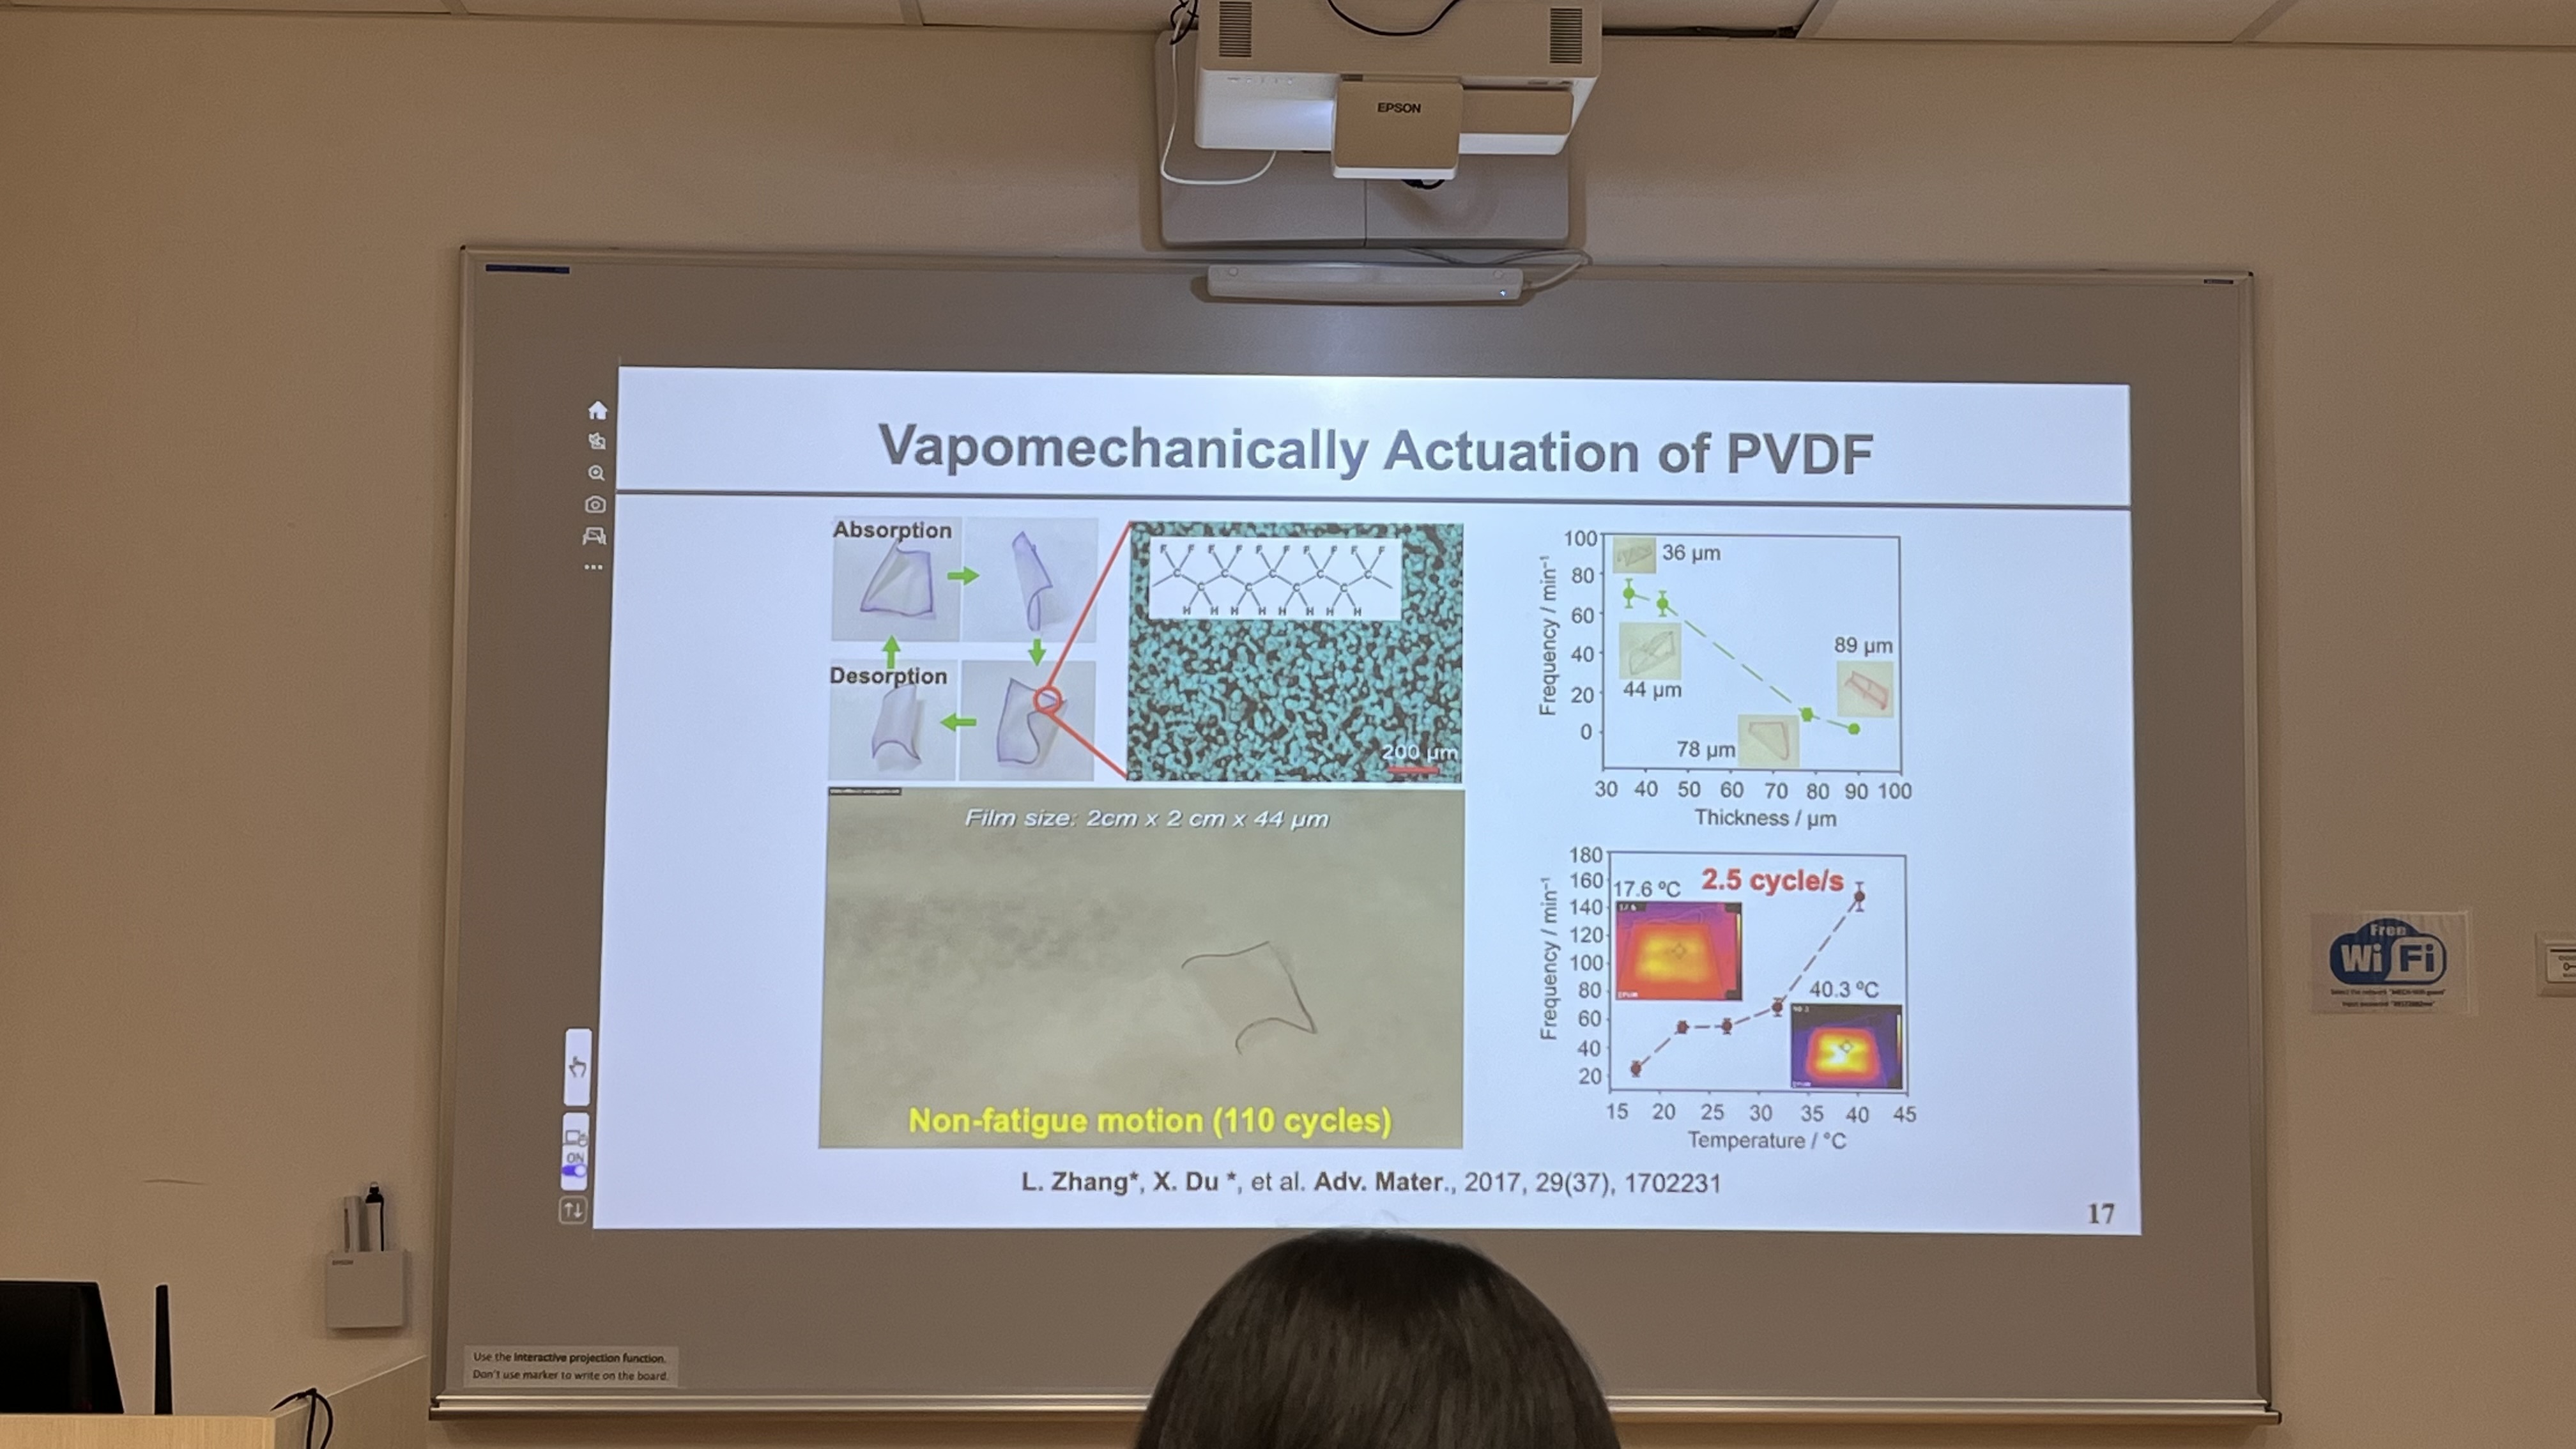 EPSON
Vapomechanically Actuation of PVDF
Absorption
Desorption
F F F F F F F F F F
C C C C C
C C C C
H H H H H H H H
200 µm
Film size: 2cm x 2 cm x 44 µm
Non-fatigue motion (110 cycles)
Frequency / min⁻¹
100
80
60
40
20
0
36 µm
44 µm
78 µm
89 µm
30 40 50 60 70 80 90 100
Thickness / µm
Frequency / min⁻¹
180
160
140
120
100
80
60
40
20
17.6 ºC
2.5 cycle/s
40.3 ºC
15 20 25 30 35 40 45
Temperature / °C
L. Zhang*, X. Du *, et al. Adv. Mater., 2017, 29(37), 1702231
17
ON
Free
Wi Fi
EPSON
Use the interactive projection function.
Don't use marker to write on the board.